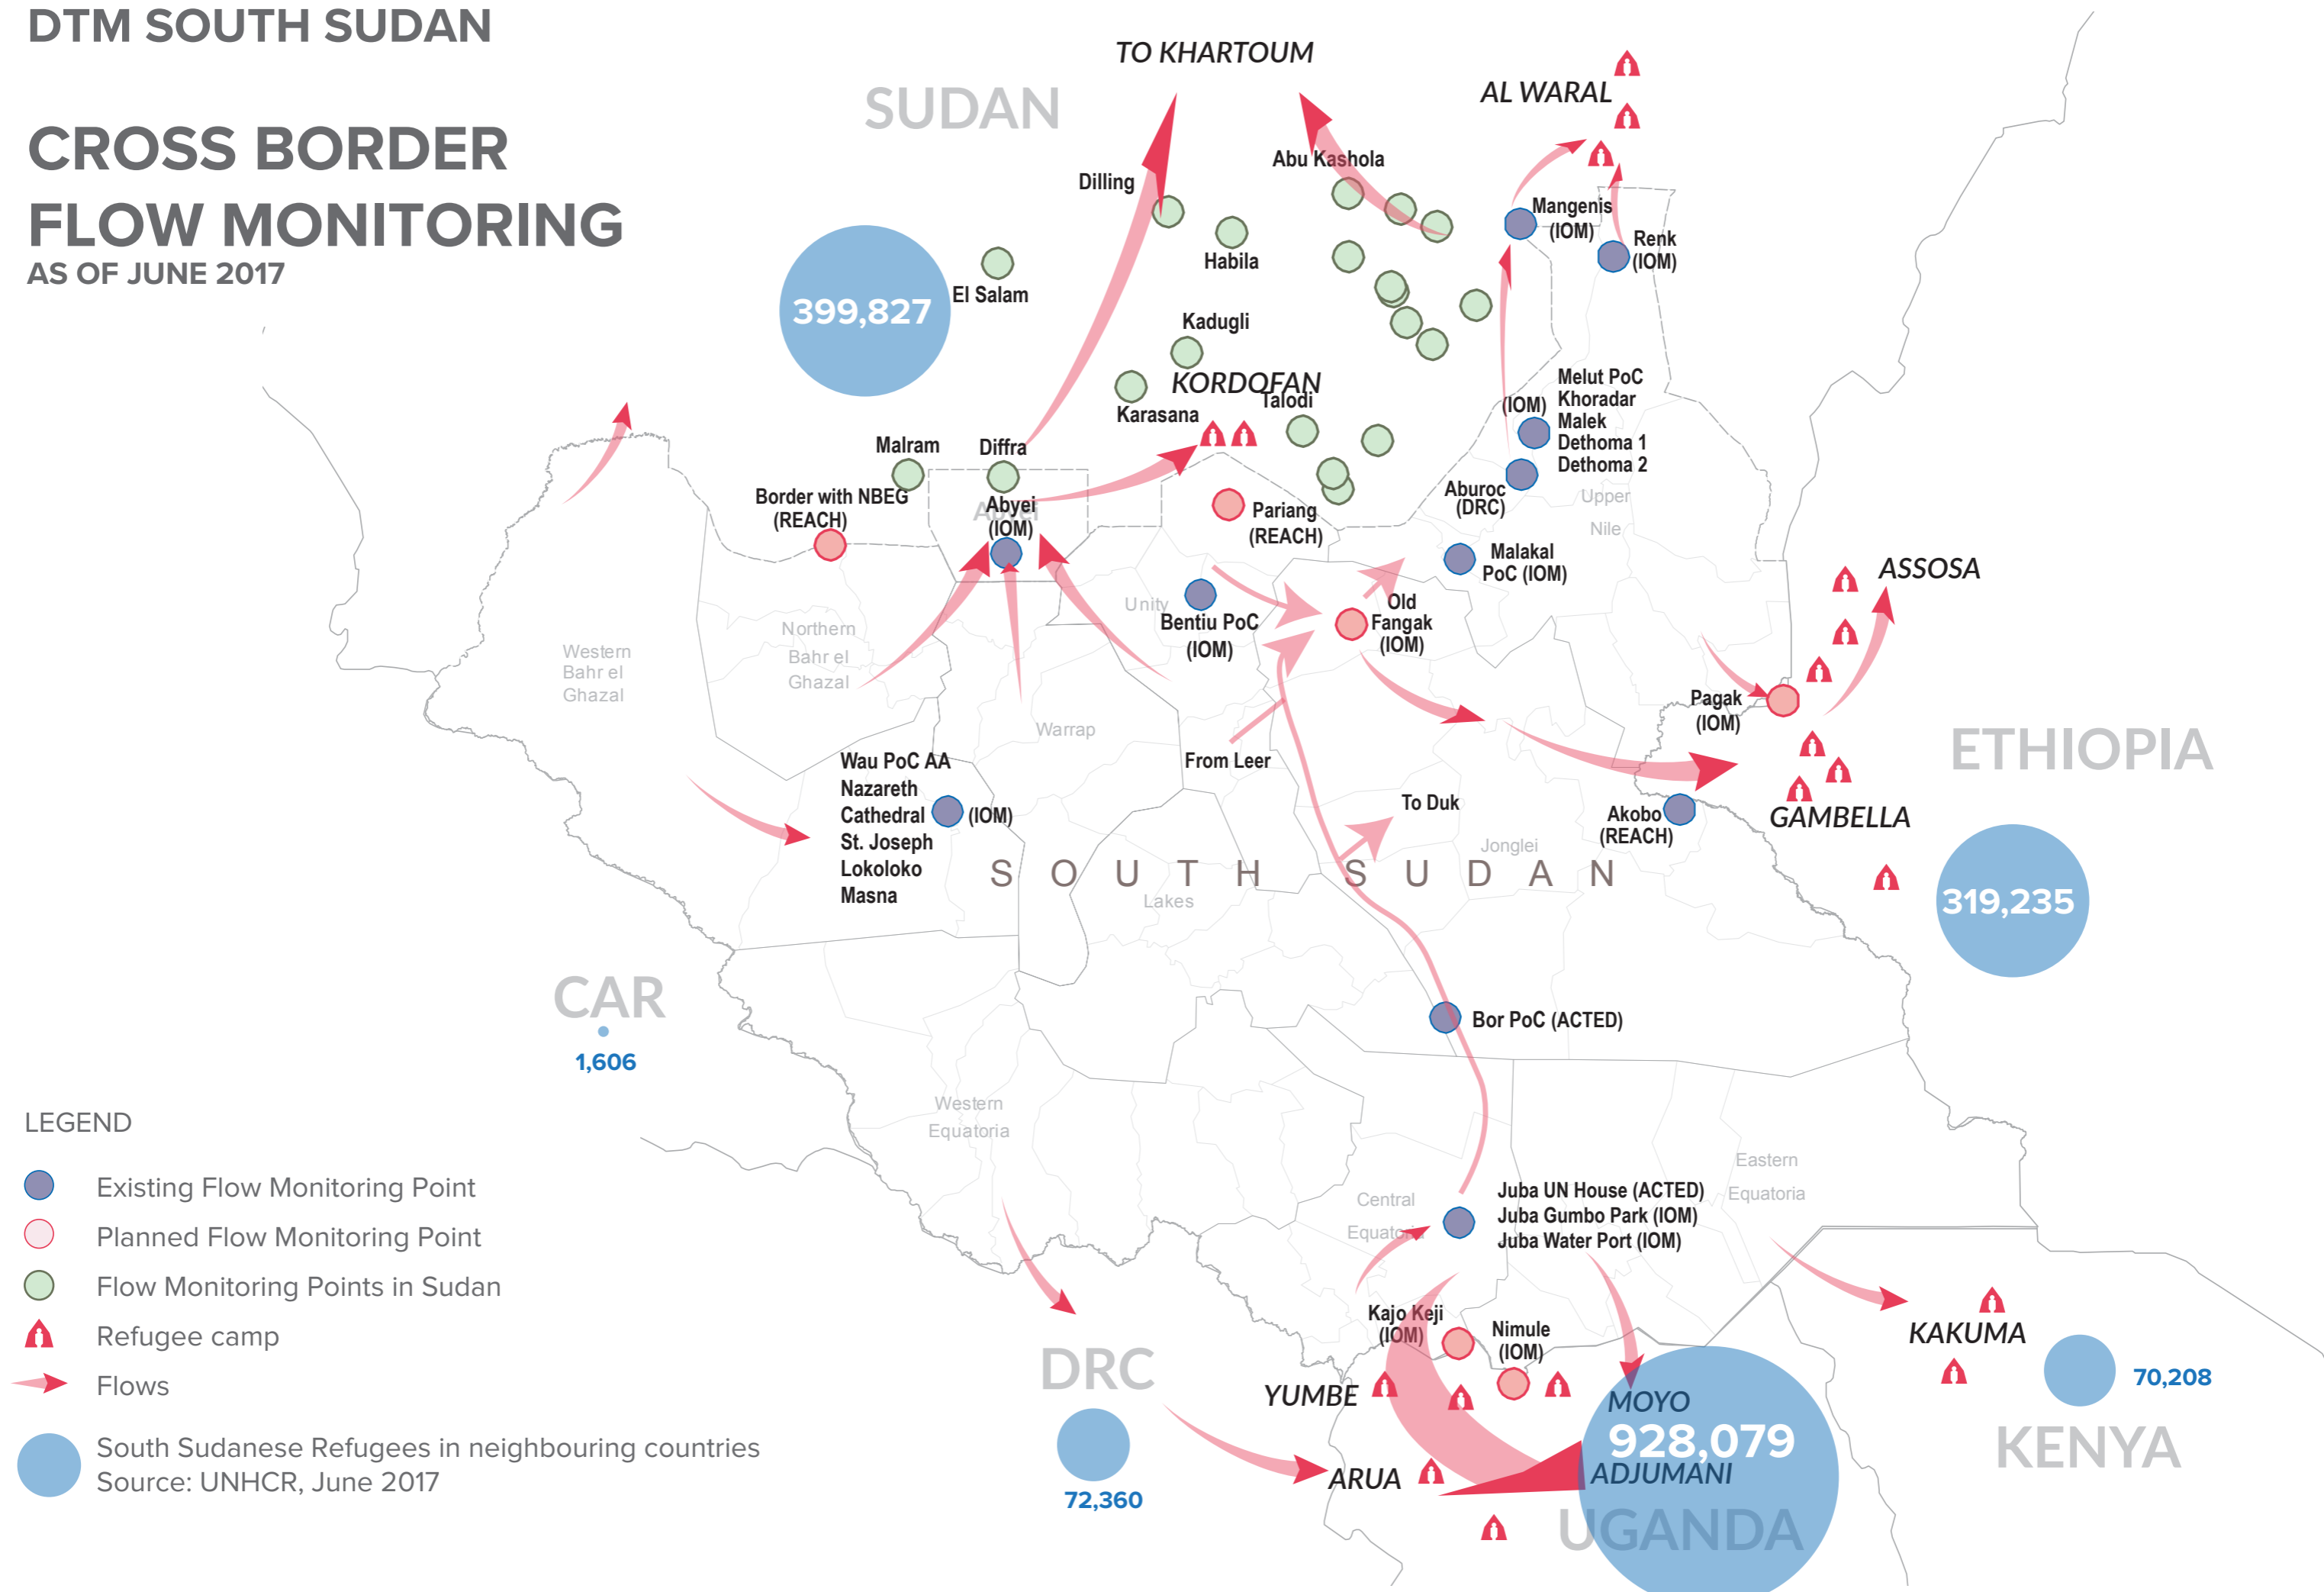 DTM SOUTH SUDAN
CROSS BORDER
FLOW MONITORING
AS OF JUNE 2017
SUDAN
TO KHARTOUM
AL WARAL
Abu Kashola
Dilling
Habila
El Salam
399,827
Mangenis
(IOM)
Renk
(IOM)
Kadugli
KORDOFAN
Karasana
Talodi
Malram
Diffra
Border with NBEG
(REACH)
Abyei
Abyei
(IOM)
Pariang
(REACH)
(IOM)
Melut PoC
Khoradar
Malek
Dethoma 1
Dethoma 2
Aburoc
(DRC)
Upper
Nile
Malakal
PoC (IOM)
ASSOSA
Unity
Bentiu PoC
(IOM)
Old
Fangak
(IOM)
Northern
Bahr el
Ghazal
Western
Bahr el
Ghazal
Warrap
Pagak
(IOM)
ETHIOPIA
From Leer
Wau PoC AA
Nazareth
Cathedral
St. Joseph
Lokoloko
Masna
(IOM)
To Duk
Akobo
(REACH)
GAMBELLA
Jonglei
SOUTH SUDAN
Lakes
319,235
CAR
1,606
Bor PoC (ACTED)
Western
Equatoria
Eastern
Equatoria
Central
Equatoria
Juba UN House (ACTED)
Juba Gumbo Park (IOM)
Juba Water Port (IOM)
Kajo Keji
(IOM)
Nimule
(IOM)
KAKUMA
70,208
KENYA
DRC
72,360
YUMBE
MOYO
928,079
ADJUMANI
ARUA
UGANDA
LEGEND
Existing Flow Monitoring Point
Planned Flow Monitoring Point
Flow Monitoring Points in Sudan
Refugee camp
Flows
South Sudanese Refugees in neighbouring countries
Source: UNHCR, June 2017